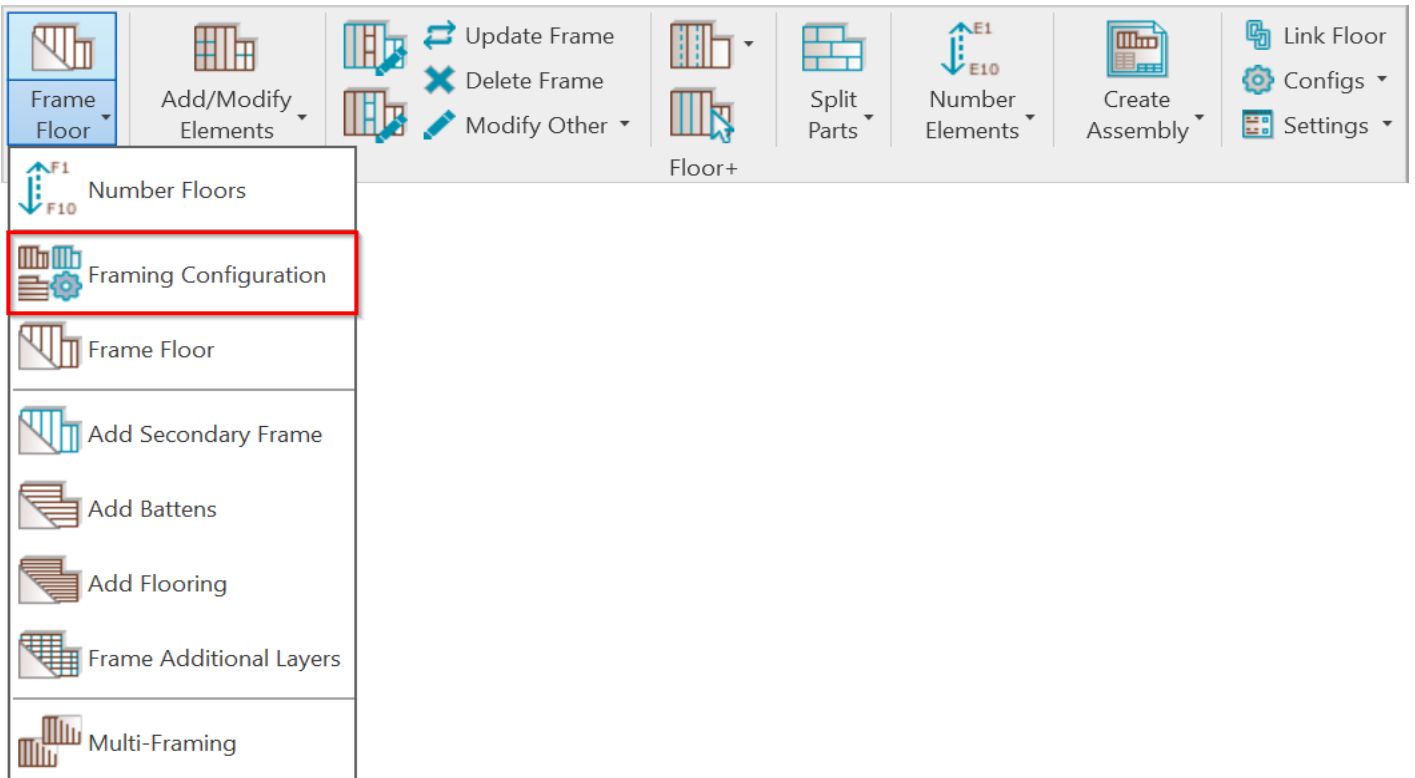 Frame
Floor
Add/Modify
Elements
Update Frame
Delete Frame
Modify Other
Split
Parts
E1
E10
Number
Elements
Create
Assembly
Link Floor
Configs
Settings
Floor+
F1
F10
Number Floors
Framing Configuration
Frame Floor
Add Secondary Frame
Add Battens
Add Flooring
Frame Additional Layers
Multi-Framing